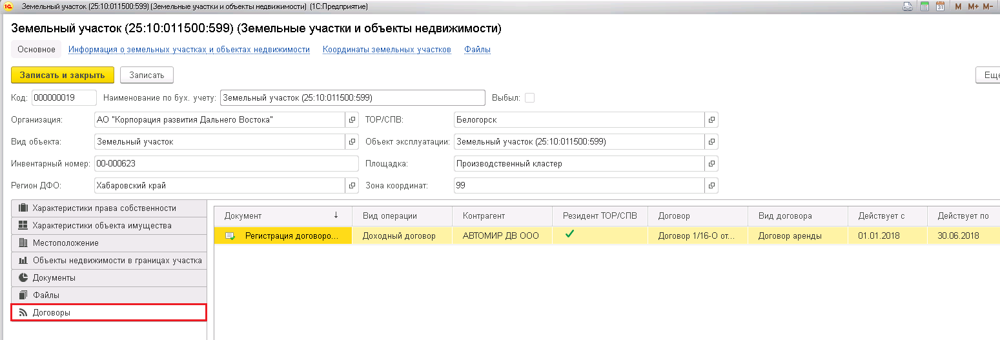 1С Земельный участок (25:10:011500:599) (Земельные участки и объекты недвижимости) (1С:Предприятие) 31 M M+ M-
Земельный участок (25:10:011500:599) (Земельные участки и объекты недвижимости)
Основное Информация о земельных участках и объектах недвижимости Координаты земельных участков Файлы
Записать и закрыть Записать Еще
Код: 000000019 Наименование по бух. учету: Земельный участок (25:10:011500:599) Выбыл:
Организация: АО "Корпорация развития Дальнего Востока" ТОР/СПВ: Белогорск
Вид объекта: Земельный участок Объект эксплуатации: Земельный участок (25:10:011500:599)
Инвентарный номер: 00-000623 Площадка: Производственный кластер
Регион ДФО: Хабаровский край Зона координат: 99
Характеристики права собственности
Характеристики объекта имущества
Местоположение
Объекты недвижимости в границах участка
Документы
Файлы
Договоры
Документ ↓ Вид операции Контрагент Резидент ТОР/СПВ Договор Вид договора Действует с Действует по
Регистрация договоро... Доходный договор АВТОМИР ДВ ООО Договор 1/16-О от... Договор аренды 01.01.2018 30.06.2018